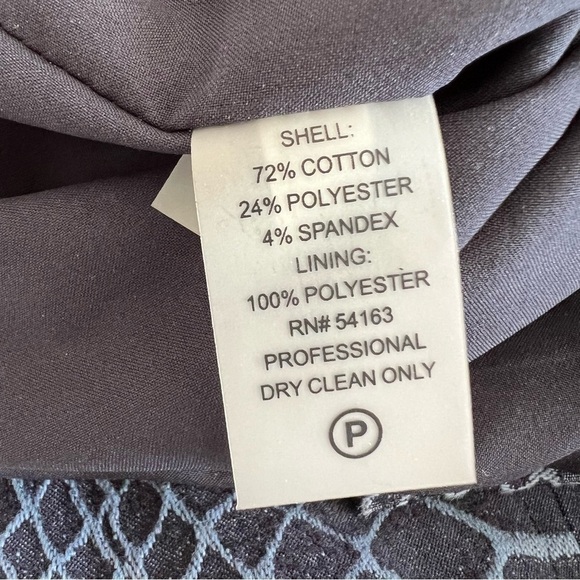 SHELL:
72% COTTON
24% POLYESTER
4% SPANDEX
LINING:
100% POLYESTER
RN# 54163
PROFESSIONAL
DRY CLEAN ONLY
P